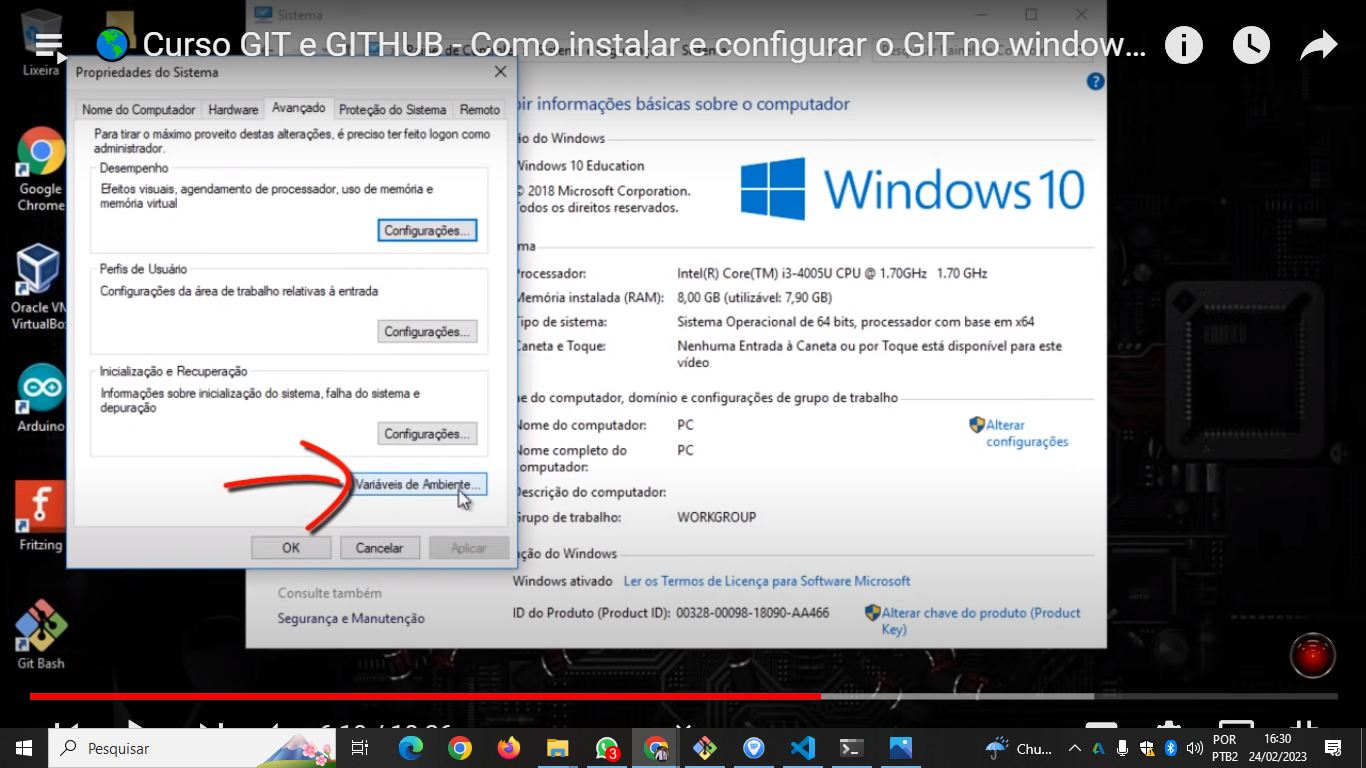 Curso GIT e GITHUB - Como instalar e configurar o GIT no window...
Sistema
Lixeira
Propriedades do Sistema
Nome do Computador
Hardware
Avançado
Proteção do Sistema
Remoto
Para tirar o máximo proveito destas alterações, é preciso ter feito logon como
administrador.
Desempenho
Efeitos visuais, agendamento de processador, uso de memória e
memória virtual
Configurações...
Perfis de Usuário
Configurações da área de trabalho relativas à entrada
Configurações...
Inicialização e Recuperação
Informações sobre inicialização do sistema, falha do sistema e
depuração
Configurações...
Variáveis de Ambiente...
OK
Cancelar
Aplicar
Google
Chrome
Oracle VM
VirtualBox
Arduino
Fritzing
Git Bash
bir informações básicas sobre o computador
ão do Windows
Windows 10 Education
© 2018 Microsoft Corporation.
Todos os direitos reservados.
Windows 10
ma
Processador: Intel(R) Core(TM) i3-4005U CPU @ 1.70GHz 1.70 GHz
Memória instalada (RAM): 8,00 GB (utilizável: 7,90 GB)
Tipo de sistema: Sistema Operacional de 64 bits, processador com base em x64
Caneta e Toque: Nenhuma Entrada à Caneta ou por Toque está disponível para este
vídeo
e do computador, domínio e configurações de grupo de trabalho
Nome do computador: PC
Nome completo do
computador: PC
Descrição do computador:
Grupo de trabalho: WORKGROUP
Alterar
configurações
ação do Windows
Windows ativado Ler os Termos de Licença para Software Microsoft
ID do Produto (Product ID): 00328-00098-18090-AA466
Alterar chave do produto (Product
Key)
Consulte também
Segurança e Manutenção
Pesquisar
3
Chu...
POR
PTB2
16:30
24/02/2023